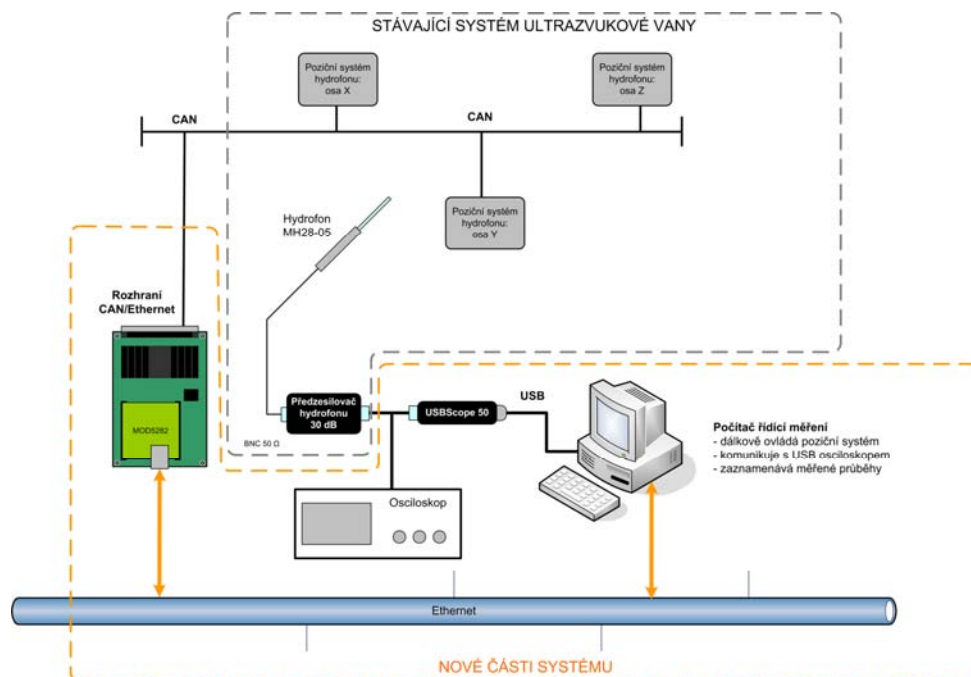 STÁVAJÍCÍ SYSTÉM ULTRAZVUKOVÉ VANY
Poziční systém
hydrofonu:
osa X
Poziční systém
hydrofonu:
osa Z
CAN
CAN
Poziční systém
hydrofonu:
osa Y
Hydrofon
MH28-05
Rozhraní
CAN/Ethernet
MOD5282
Předzesilovač
hydrofonu
30 dB
BNC 50 Ω
USBScope 50
USB
Počítač řídící měření
- dálkově ovládá poziční systém
- komunikuje s USB osciloskopem
- zaznamenává měřené průběhy
Osciloskop
Ethernet
NOVÉ ČÁSTI SYSTÉMU